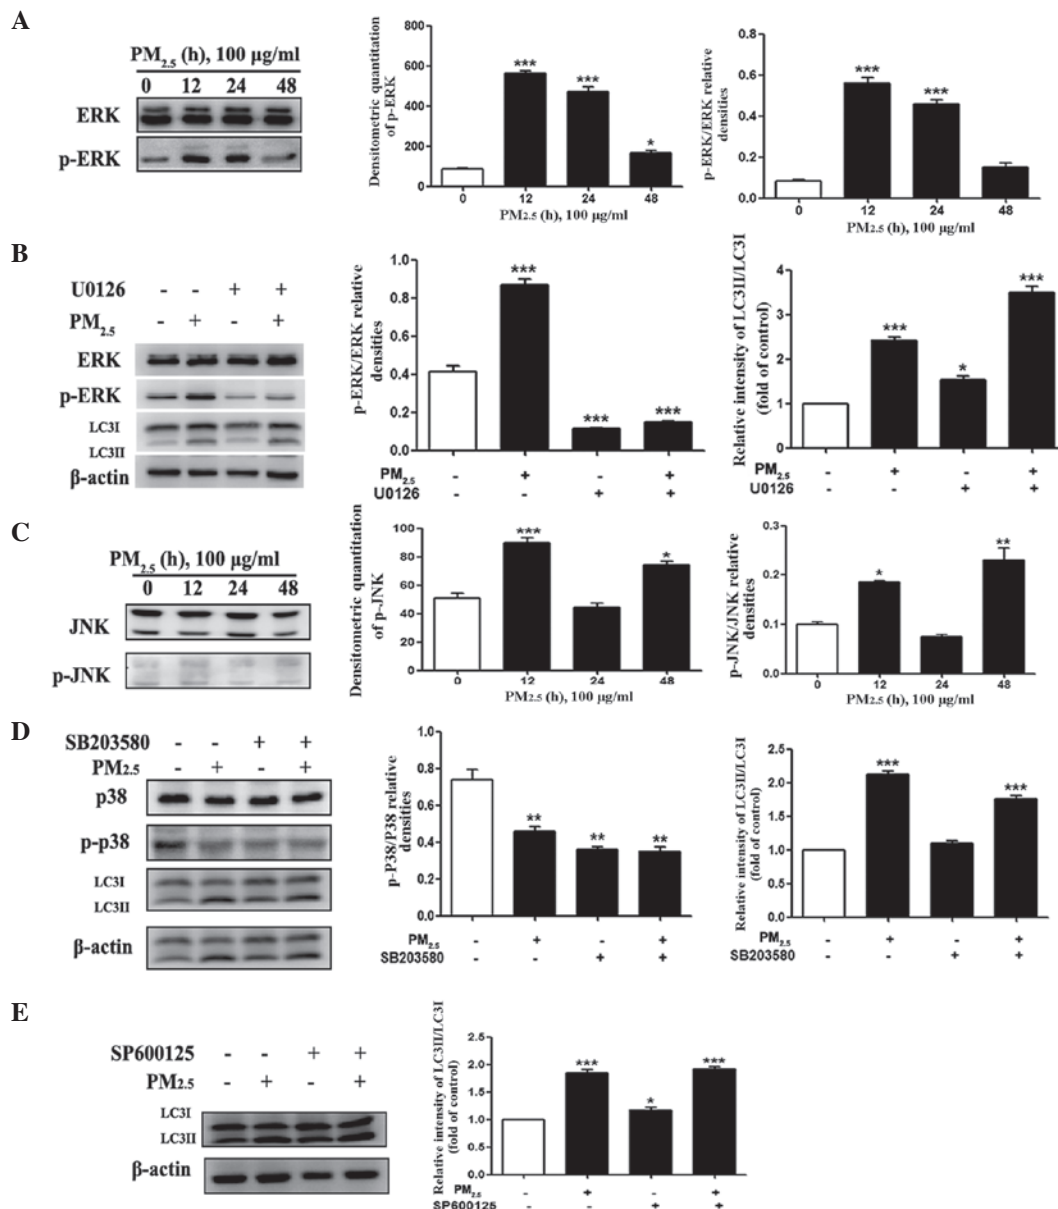 A
PM2.5 (h), 100 µg/ml
0 12 24 48
ERK
p-ERK
Densitometric quantitation
of p-ERK
800
600
400
200
0
0 12 24 48
PM2.5 (h), 100 µg/ml
p-ERK/ERK relative
densities
0.8
0.6
0.4
0.2
0.0
*** *** *
*** ***
0 12 24 48
PM2.5 (h), 100 µg/ml
B
U0126 - - + +
PM2.5 - + - +
ERK
p-ERK
LC3I
LC3II
β-actin
p-ERK/ERK relative
densities
1.0
0.8
0.6
0.4
0.2
0.0
*** *** ***
PM2.5 - + - +
U0126 - - + +
Relative intensity of LC3II/LC3I
(fold of control)
4
3
2
1
0
*** * ***
PM2.5 - + - +
U0126 - - + +
C
PM2.5 (h), 100 µg/ml
0 12 24 48
JNK
p-JNK
Densitometric quantitation
of p-JNK
100
80
60
40
20
0
*** *
0 12 24 48
PM2.5 (h), 100 µg/ml
p-JNK/JNK relative
densities
0.3
0.2
0.1
0.0
* **
0 12 24 48
PM2.5 (h), 100 µg/ml
D
SB203580 - - + +
PM2.5 - + - +
p38
p-p38
LC3I
LC3II
β-actin
p-P38/P38 relative
densities
0.8
0.6
0.4
0.2
0.0
** ** **
PM2.5 - + - +
SB203580 - - + +
Relative intensity of LC3II/LC3I
(fold of control)
2.5
2.0
1.5
1.0
0.5
0.0
*** ***
PM2.5 - + - +
SB203580 - - + +
E
SP600125 - - + +
PM2.5 - + - +
LC3I
LC3II
β-actin
Relative intensity of LC3II/LC3I
(fold of control)
2.5
2.0
1.5
1.0
0.5
0.0
*** * ***
PM2.5 - + - +
SP600125 - - + +